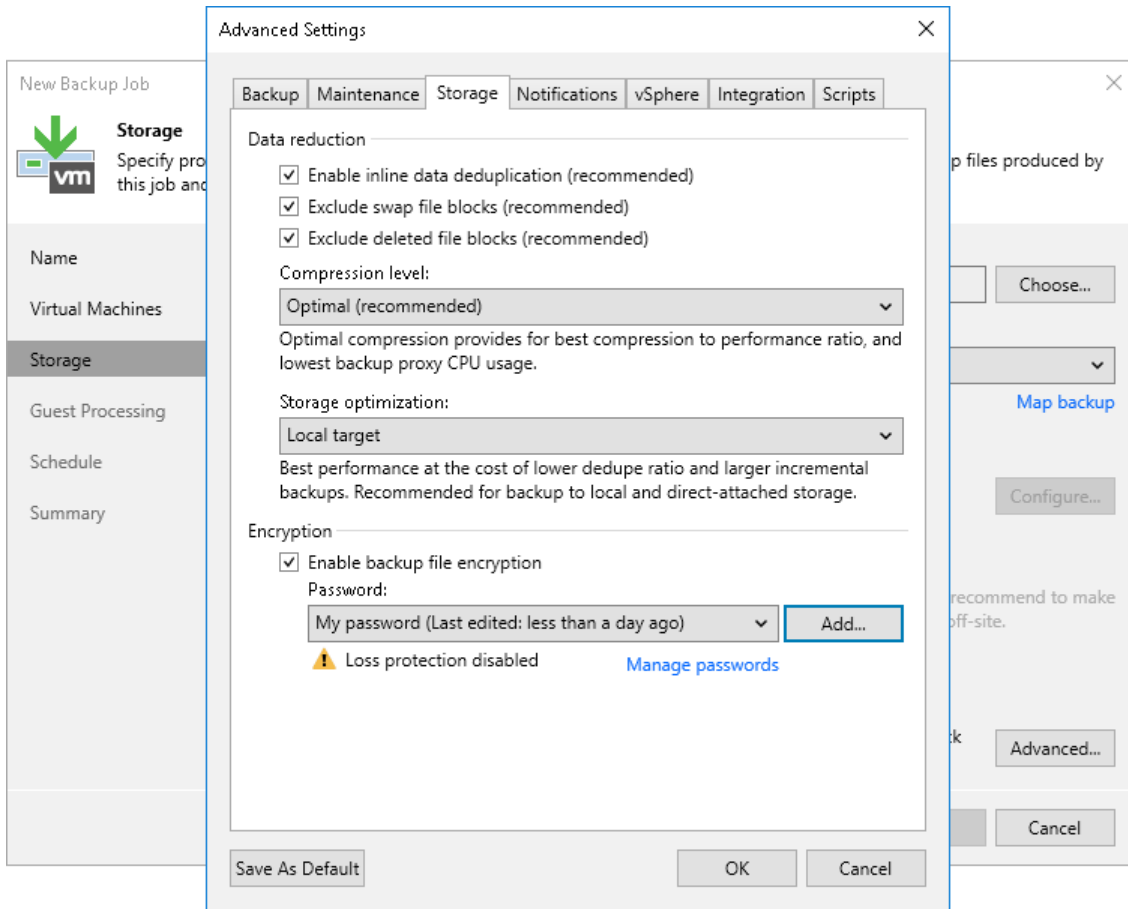 Advanced Settings
New Backup Job
Storage
Specify pro
this job and
p files produced by
vm
Name
Virtual Machines
Storage
Guest Processing
Schedule
Summary
Backup
Maintenance
Storage
Notifications
vSphere
Integration
Scripts
Data reduction
Enable inline data deduplication (recommended)
Exclude swap file blocks (recommended)
Exclude deleted file blocks (recommended)
Compression level:
Optimal (recommended)
Optimal compression provides for best compression to performance ratio, and
lowest backup proxy CPU usage.
Storage optimization:
Local target
Best performance at the cost of lower dedupe ratio and larger incremental
backups. Recommended for backup to local and direct-attached storage.
Encryption
Enable backup file encryption
Password:
My password (Last edited: less than a day ago)
Add...
Loss protection disabled
Manage passwords
Save As Default
OK
Cancel
Choose...
Map backup
Configure...
recommend to make
off-site.
ck
Advanced...
Cancel